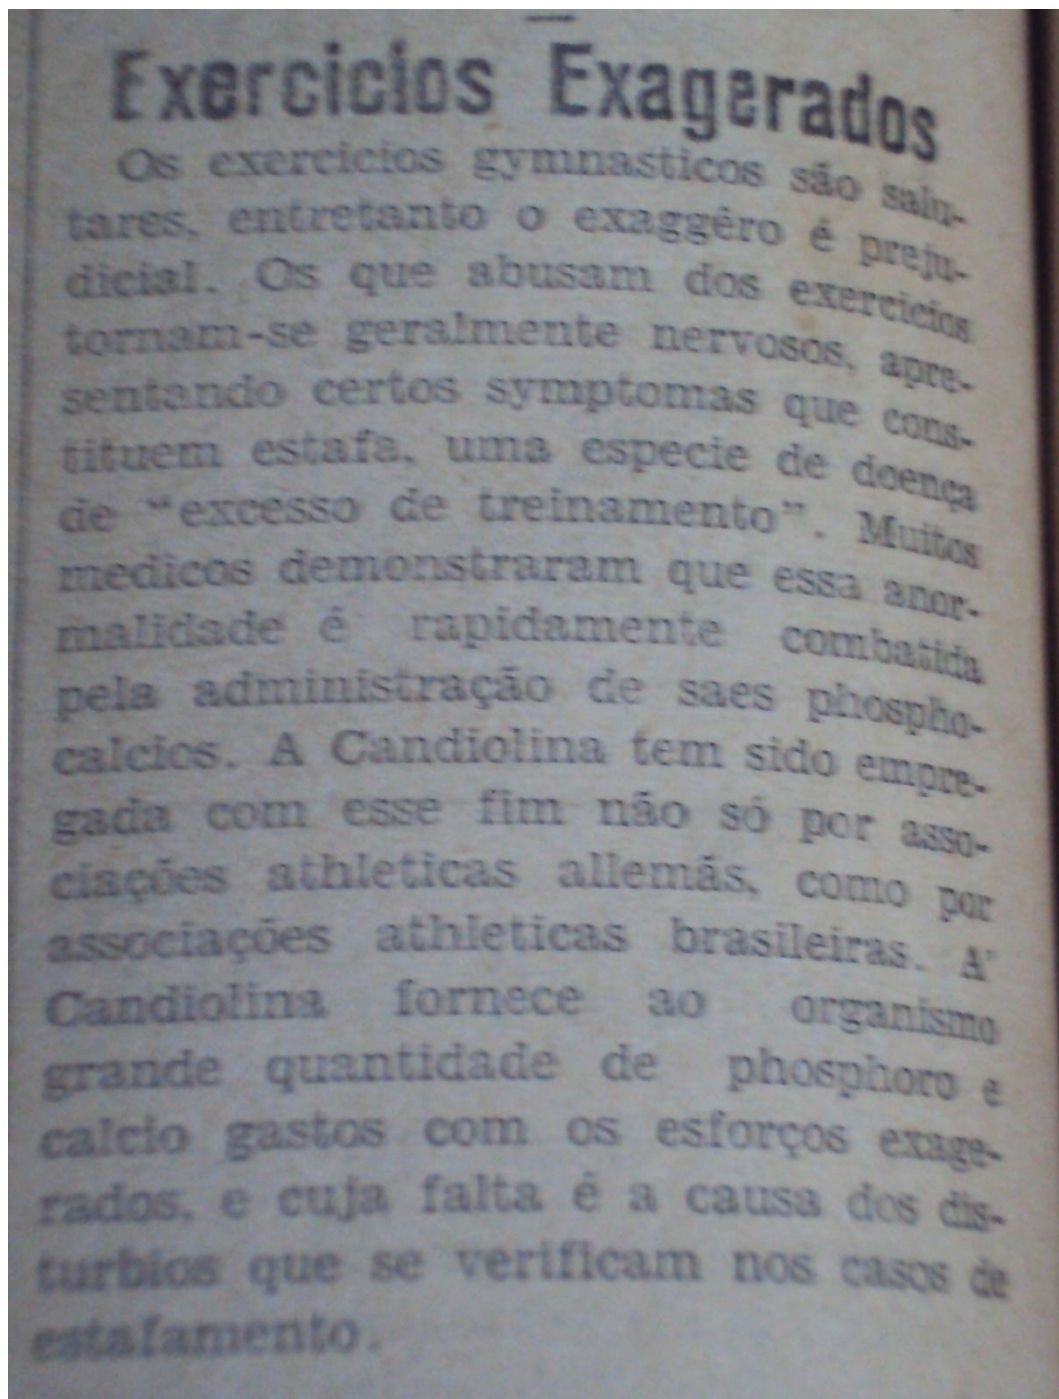 Exercicios Exagerados
Os exercicios gymnasticos são salu-
tares, entretanto o exaggêro é preju-
dicial. Os que abusam dos exercicios
tornam-se geralmente nervosos, apre-
sentando certos symptomas que cons-
tituem estafa, uma especie de doença
de "excesso de treinamento". Muitos
medicos demonstraram que essa anor-
malidade é rapidamente combatida
pela administração de saes phospho-
calcios. A Candiolina tem sido empre-
gada com esse fim não só por asso-
ciações athleticas allemãs, como por
associações athleticas brasileiras. A'
Candiolina fornece ao organismo
grande quantidade de phosphoro e
calcio gastos com os esforços exage-
rados, e cuja falta é a causa dos dis-
turbios que se verificam nos casos de
estafamento.